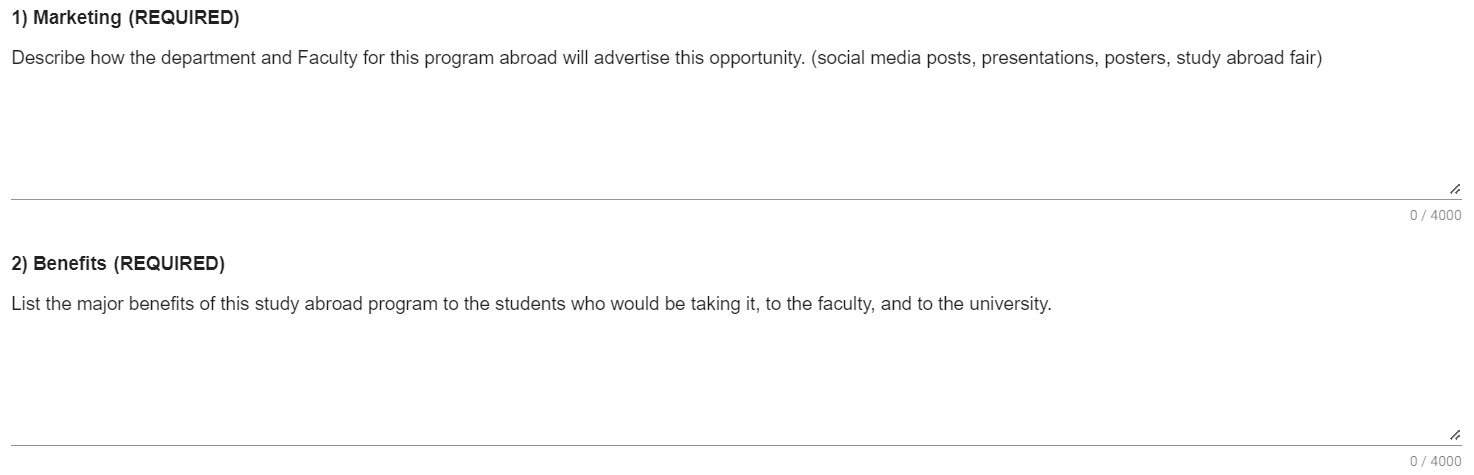 1) Marketing (REQUIRED)
Describe how the department and Faculty for this program abroad will advertise this opportunity. (social media posts, presentations, posters, study abroad fair)
0 / 4000
2) Benefits (REQUIRED)
List the major benefits of this study abroad program to the students who would be taking it, to the faculty, and to the university.
0 / 4000